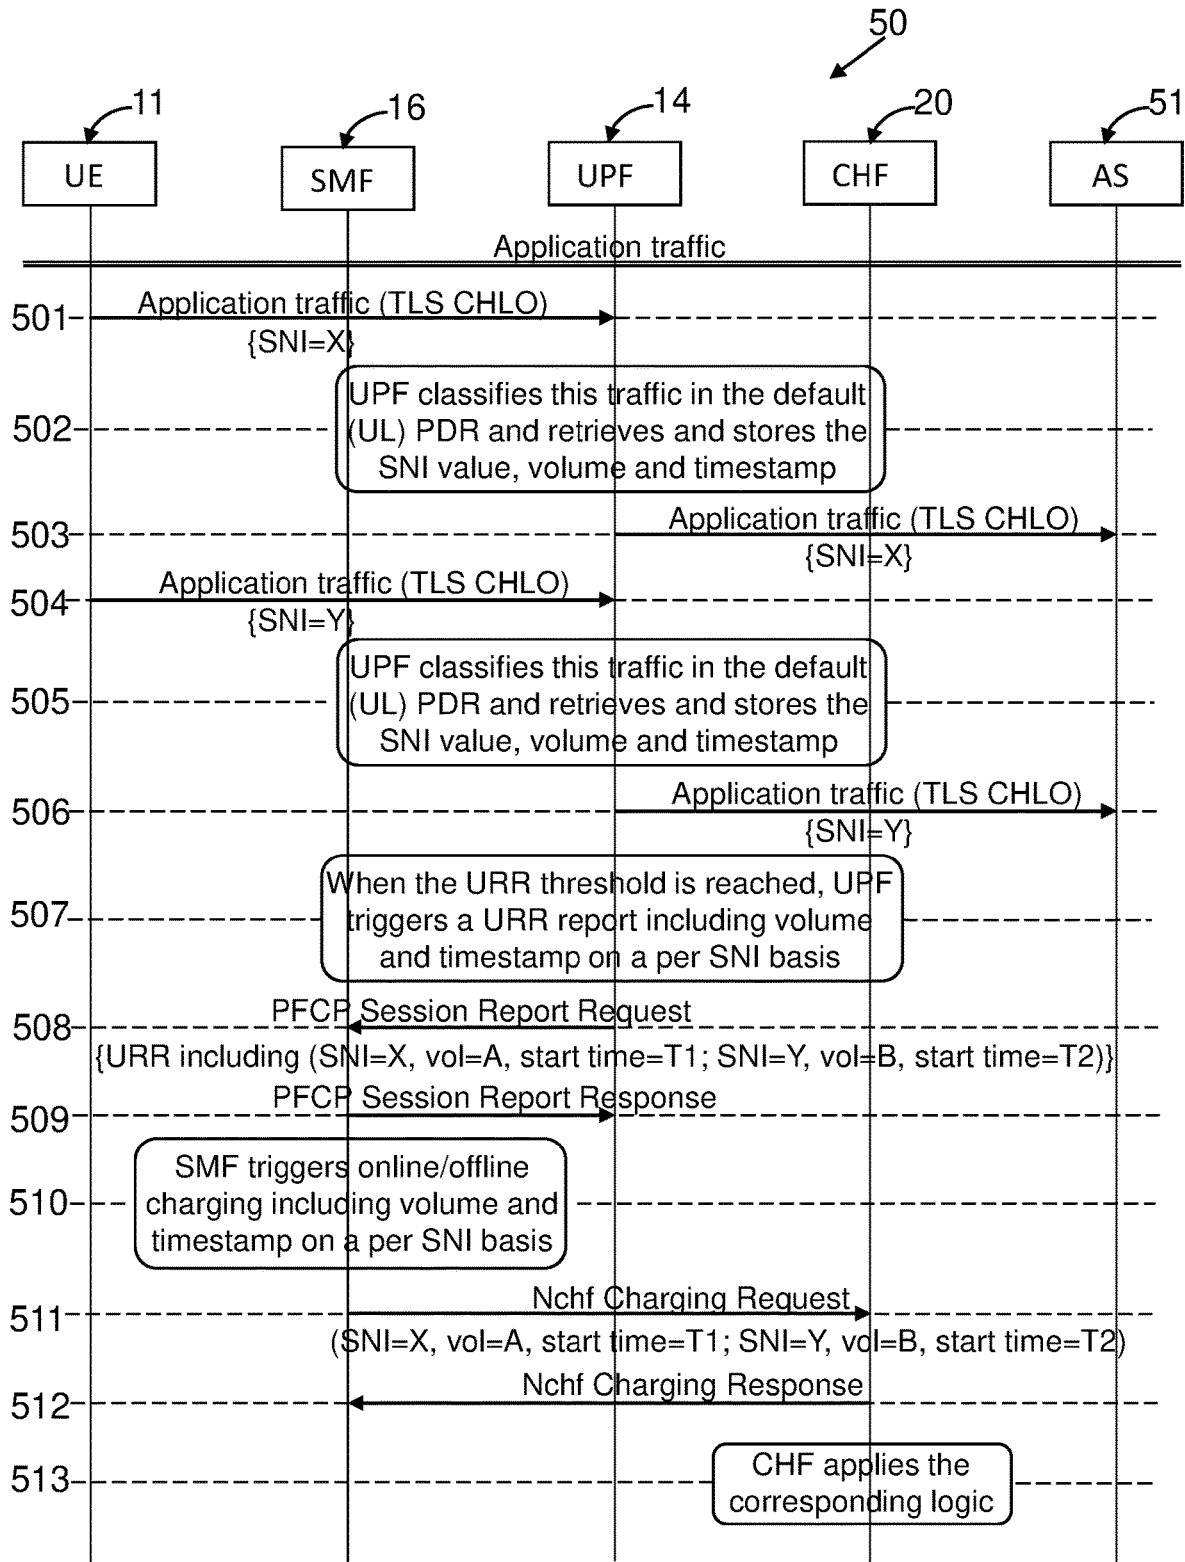 50
11
16
14
20
51
UE
SMF
UPF
CHF
AS
Application traffic
501
Application traffic (TLS CHLO)
{SNI=X}
502
UPF classifies this traffic in the default
(UL) PDR and retrieves and stores the
SNI value, volume and timestamp
503
Application traffic (TLS CHLO)
{SNI=X}
504
Application traffic (TLS CHLO)
{SNI=Y}
505
UPF classifies this traffic in the default
(UL) PDR and retrieves and stores the
SNI value, volume and timestamp
506
Application traffic (TLS CHLO)
{SNI=Y}
507
When the URR threshold is reached, UPF
triggers a URR report including volume
and timestamp on a per SNI basis
508
PFCP Session Report Request
{URR including (SNI=X, vol=A, start time=T1; SNI=Y, vol=B, start time=T2)}
509
PFCP Session Report Response
510
SMF triggers online/offline
charging including volume and
timestamp on a per SNI basis
511
Nchf Charging Request
(SNI=X, vol=A, start time=T1; SNI=Y, vol=B, start time=T2)
512
Nchf Charging Response
513
CHF applies the
corresponding logic